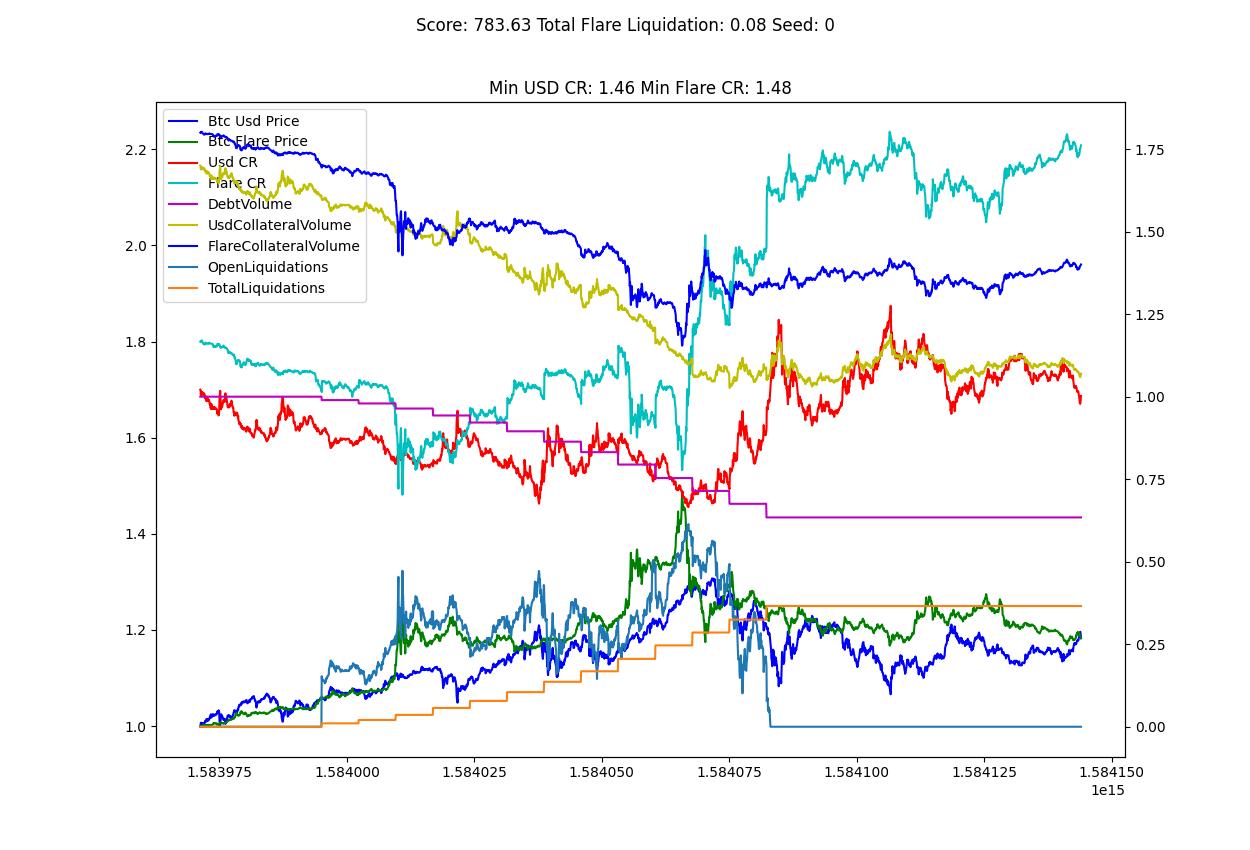 Score: 783.63 Total Flare Liquidation: 0.08 Seed: 0
Min USD CR: 1.46 Min Flare CR: 1.48
Btc Usd Price
Btc Flare Price
Usd CR
Flare CR
DebtVolume
UsdCollateralVolume
FlareCollateralVolume
OpenLiquidations
TotalLiquidations
2.2
2.0
1.8
1.6
1.4
1.2
1.0
1.75
1.50
1.25
1.00
0.75
0.50
0.25
0.00
1.583975
1.584000
1.584025
1.584050
1.584075
1.584100
1.584125
1.584150
1e15